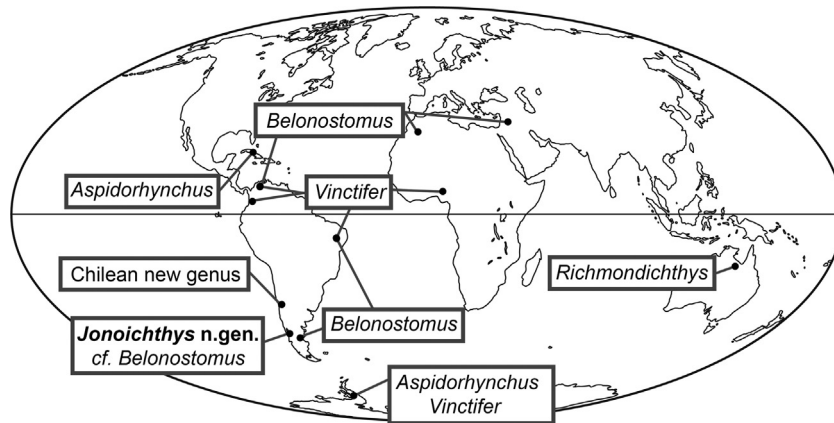 Belonostomus
Aspidorhynchus
Vinctifer
Chilean new genus
Richmondichthys
Jonoichthys n.gen.
cf. Belonostomus
Belonostomus
Aspidorhynchus
Vinctifer